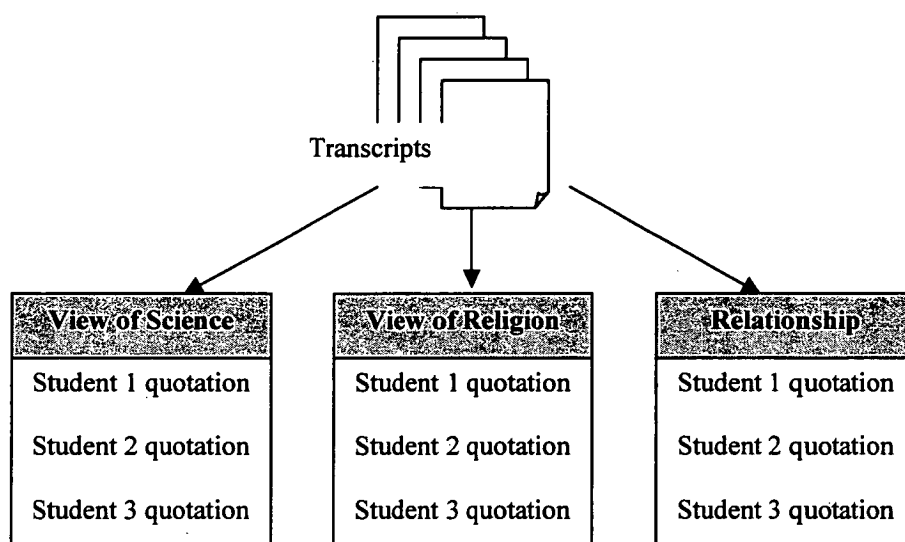 Transcripts
View of Science
Student 1 quotation
Student 2 quotation
Student 3 quotation
View of Religion
Student 1 quotation
Student 2 quotation
Student 3 quotation
Relationship
Student 1 quotation
Student 2 quotation
Student 3 quotation